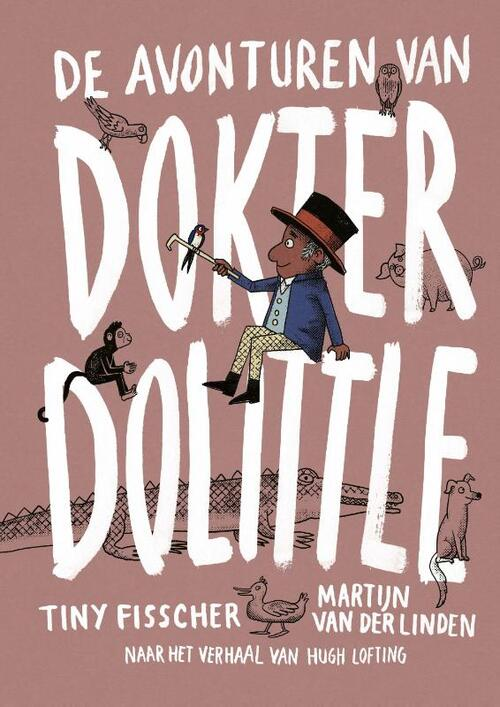 DE AVONTUREN VAN
DOKTER
DOLITTLE
TINY FISSCHER
MARTIJN
VAN DER LINDEN
NAAR HET VERHAAL VAN HUGH LOFTING